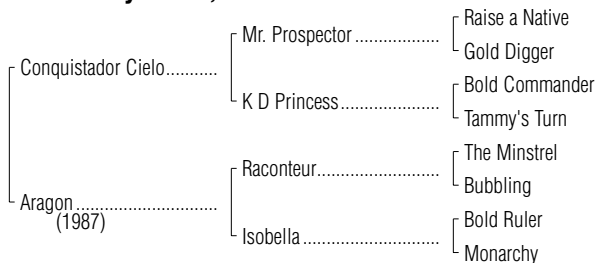 Raise a Native
Mr. Prospector ..................
Gold Digger
Conquistador Cielo...........
Bold Commander
K D Princess.....................
Tammy's Turn
The Minstrel
Raconteur..........................
Bubbling
Aragon ...............................
(1987)
Bold Ruler
Isobella .............................
Monarchy